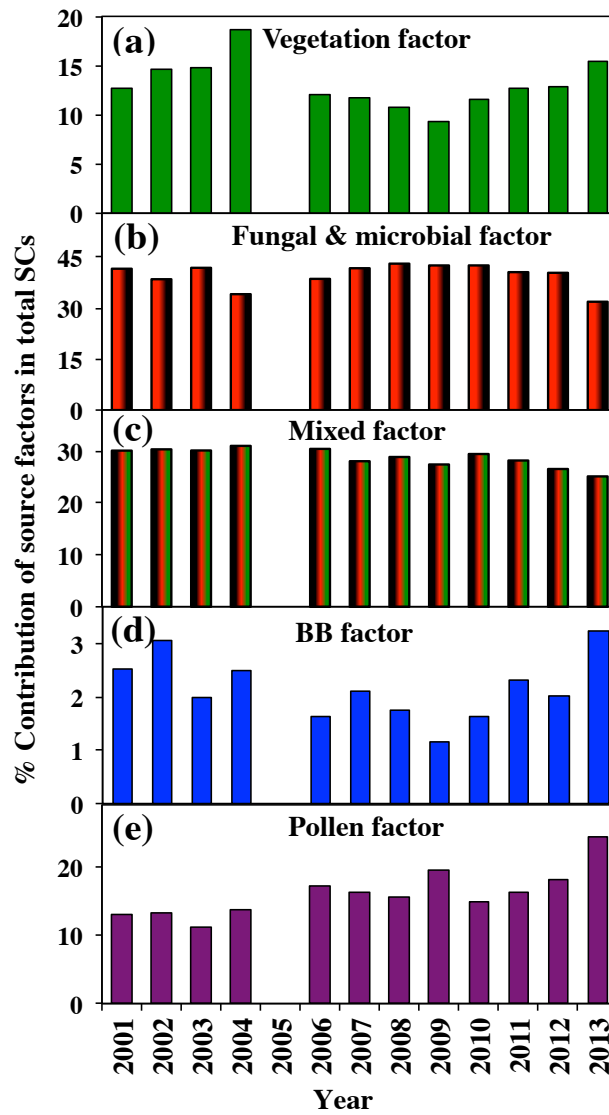 % Contribution of source factors in total SCs
(a) Vegetation factor
20
15
10
5
0
(b) Fungal & microbial factor
45
30
15
0
(c) Mixed factor
30
20
10
0
(d) BB factor
3
2
1
0
(e) Pollen factor
20
10
0
2001 2002 2003 2004 2005 2006 2007 2008 2009 2010 2011 2012 2013
Year